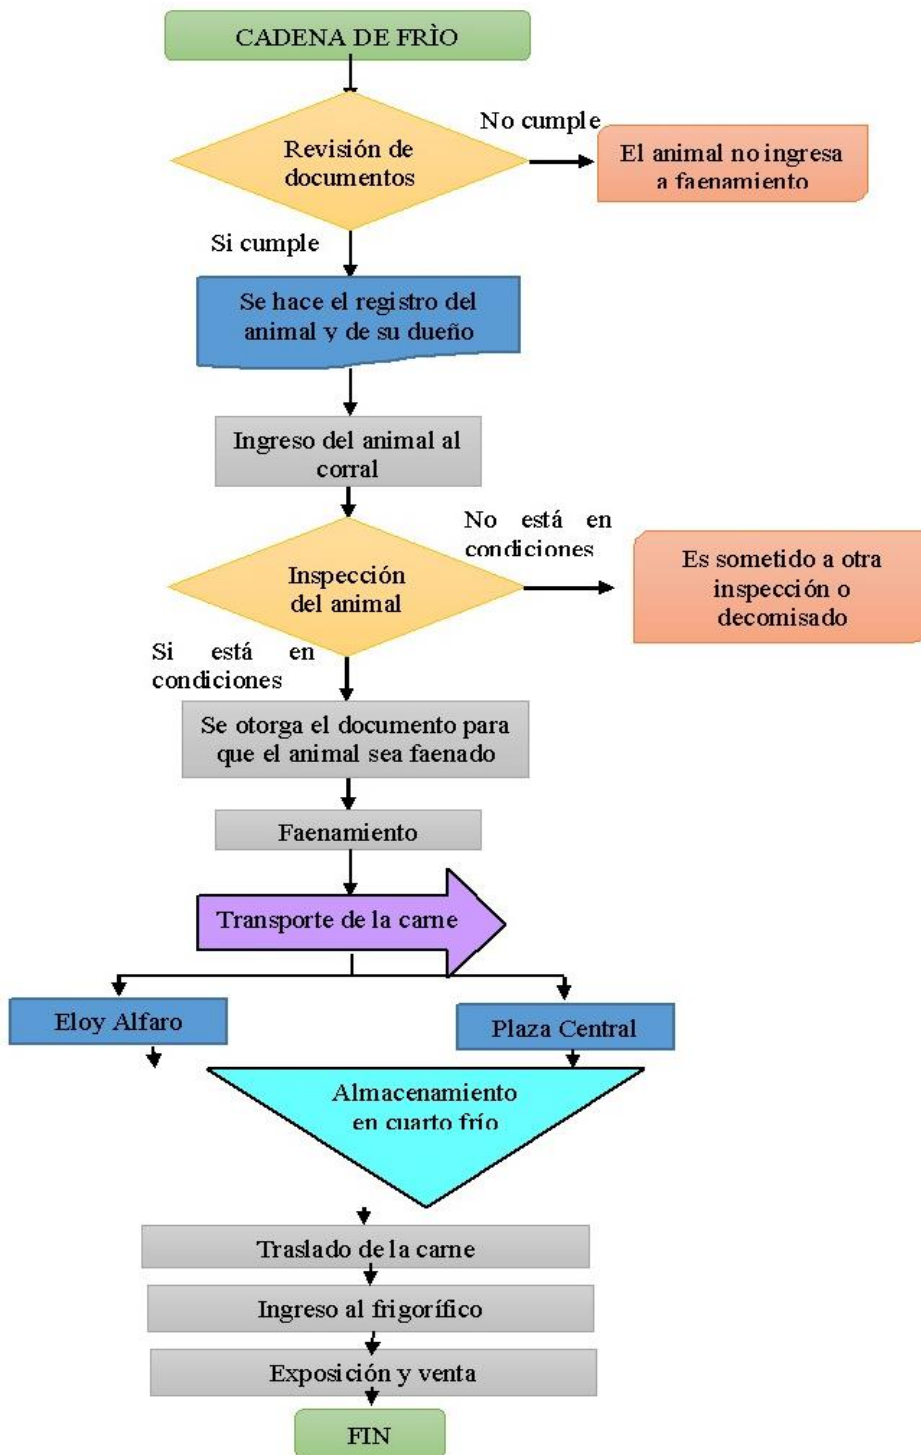 CADENA DE FRÌO
Revisión de
documentos
No cumple
El animal no ingresa
a faenamiento
Si cumple
Se hace el registro del
animal y de su dueño
Ingreso del animal al
corral
Inspección
del animal
No está en
condiciones
Es sometido a otra
inspección o
decomisado
Si está en
condiciones
Se otorga el documento para
que el animal sea faenado
Faenamiento
Transporte de la carne
Eloy Alfaro
Plaza Central
Almacenamiento
en cuarto frío
Traslado de la carne
Ingreso al frigorífico
Exposición y venta
FIN